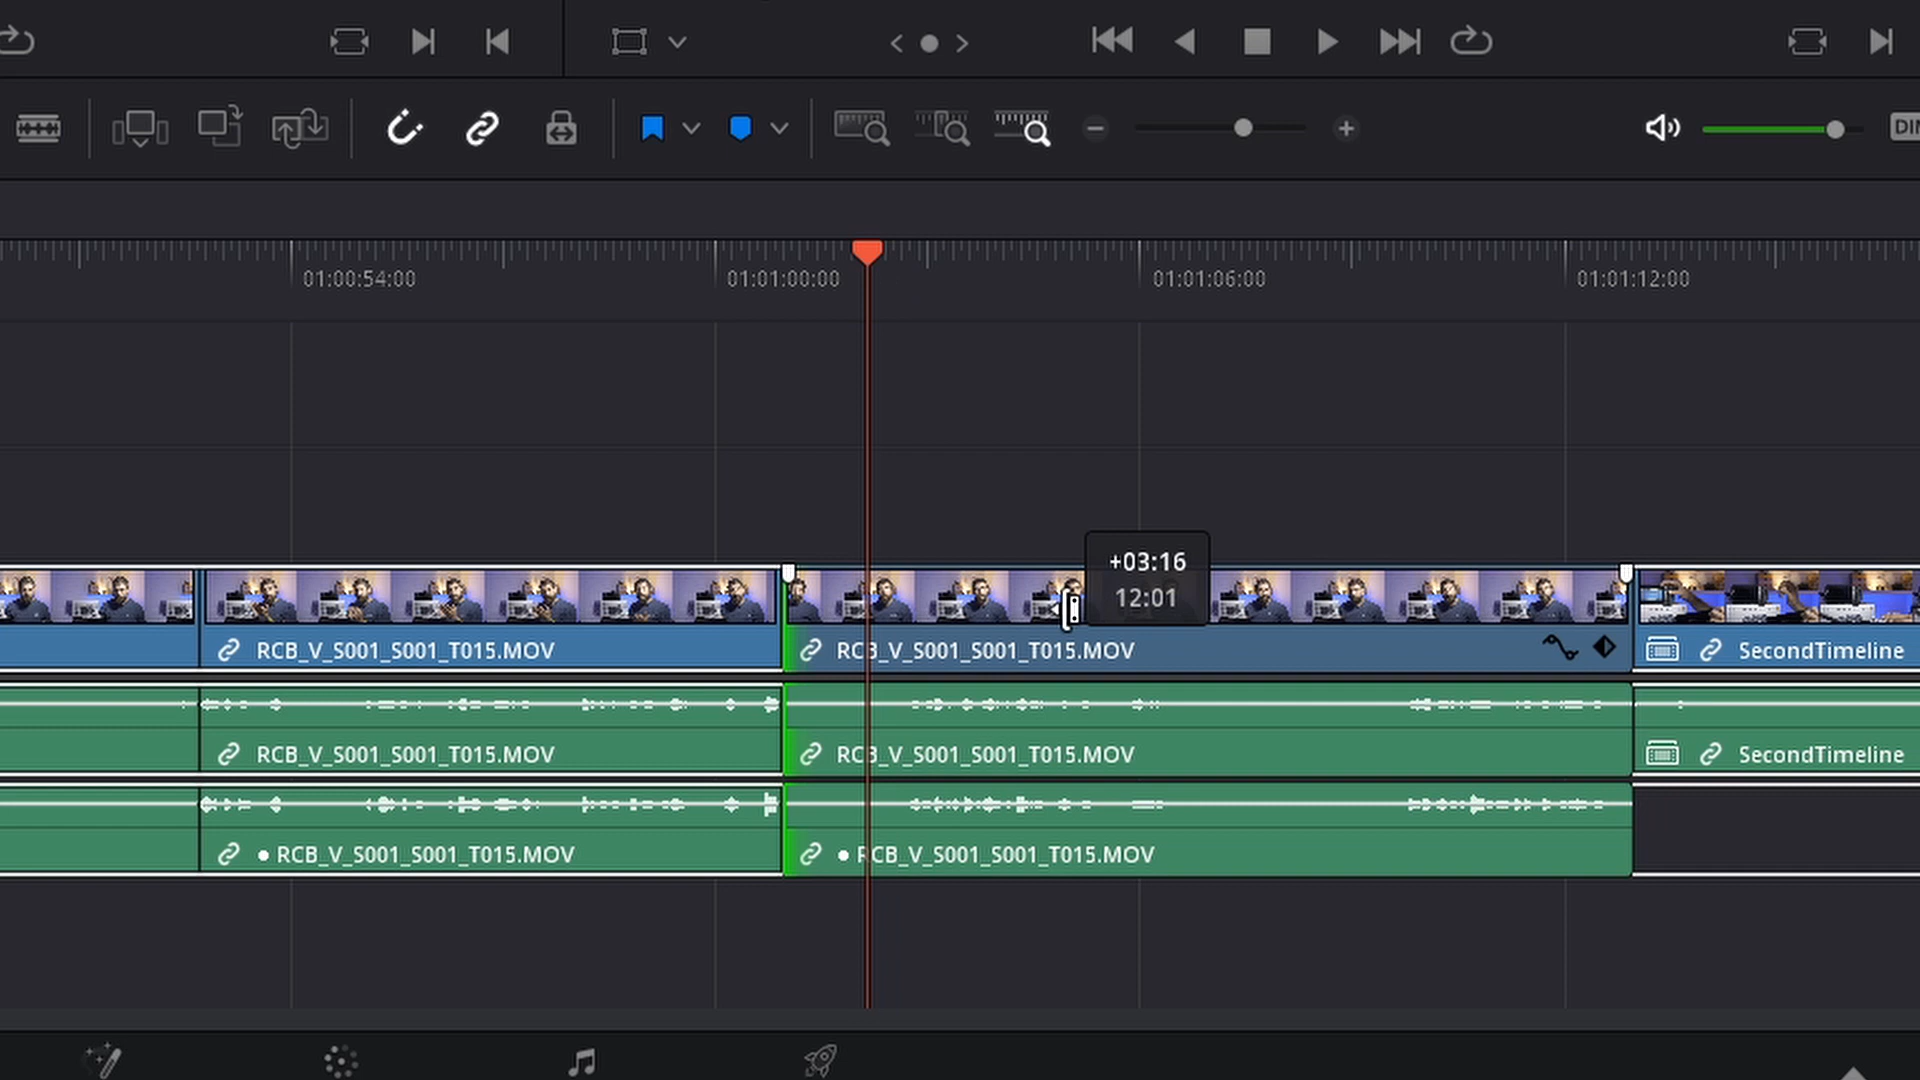 DIM
01:00:54:00
01:01:00:00
01:01:06:00
01:01:12:00
+03:16
12:01
RCB_V_S001_S001_T015.MOV
RCB_V_S001_S001_T015.MOV
SecondTimeline
RCB_V_S001_S001_T015.MOV
RCB_V_S001_S001_T015.MOV
SecondTimeline
• RCB_V_S001_S001_T015.MOV
• RCB_V_S001_S001_T015.MOV